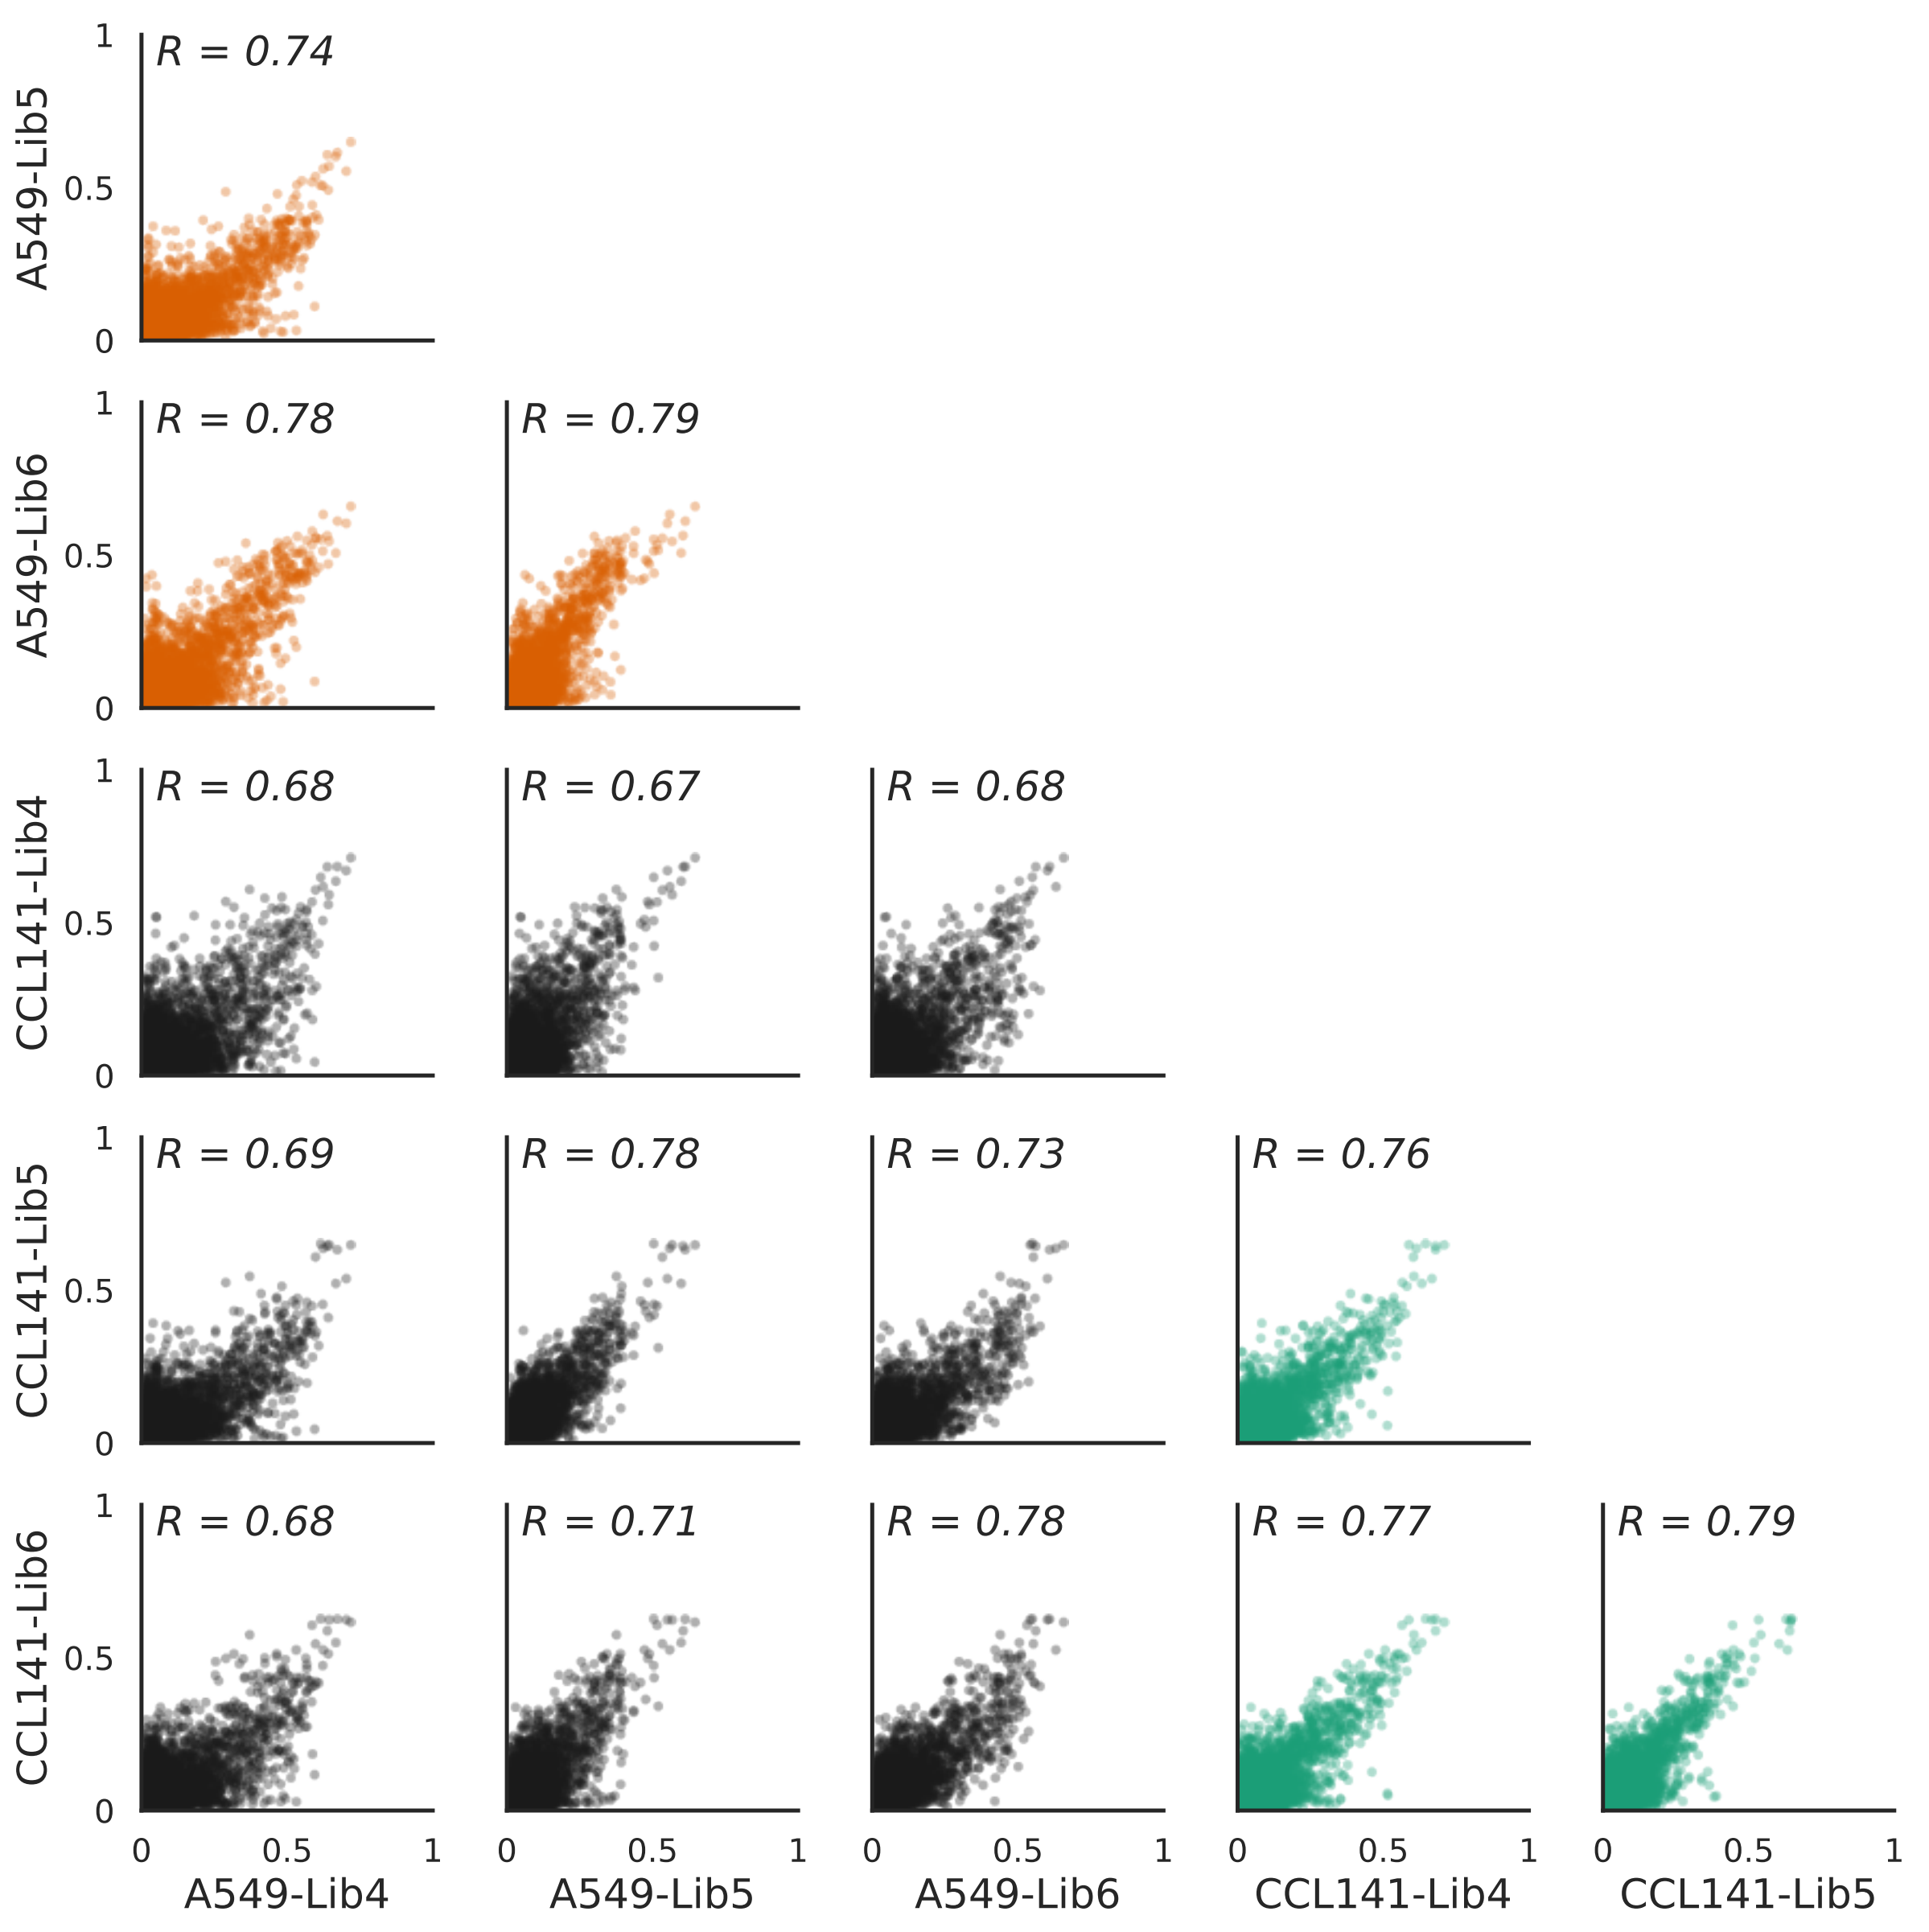 1
R = 0.74
A549-Lib5
0.5
0
1
R = 0.78
R = 0.79
A549-Lib6
0.5
0
1
R = 0.68
R = 0.67
R = 0.68
CCL141-Lib4
0.5
0
1
R = 0.69
R = 0.78
R = 0.73
R = 0.76
CCL141-Lib5
0.5
0
1
R = 0.68
R = 0.71
R = 0.78
R = 0.77
R = 0.79
CCL141-Lib6
0.5
0
0 0.5 1
0 0.5 1
0 0.5 1
0 0.5 1
0 0.5 1
A549-Lib4
A549-Lib5
A549-Lib6
CCL141-Lib4
CCL141-Lib5